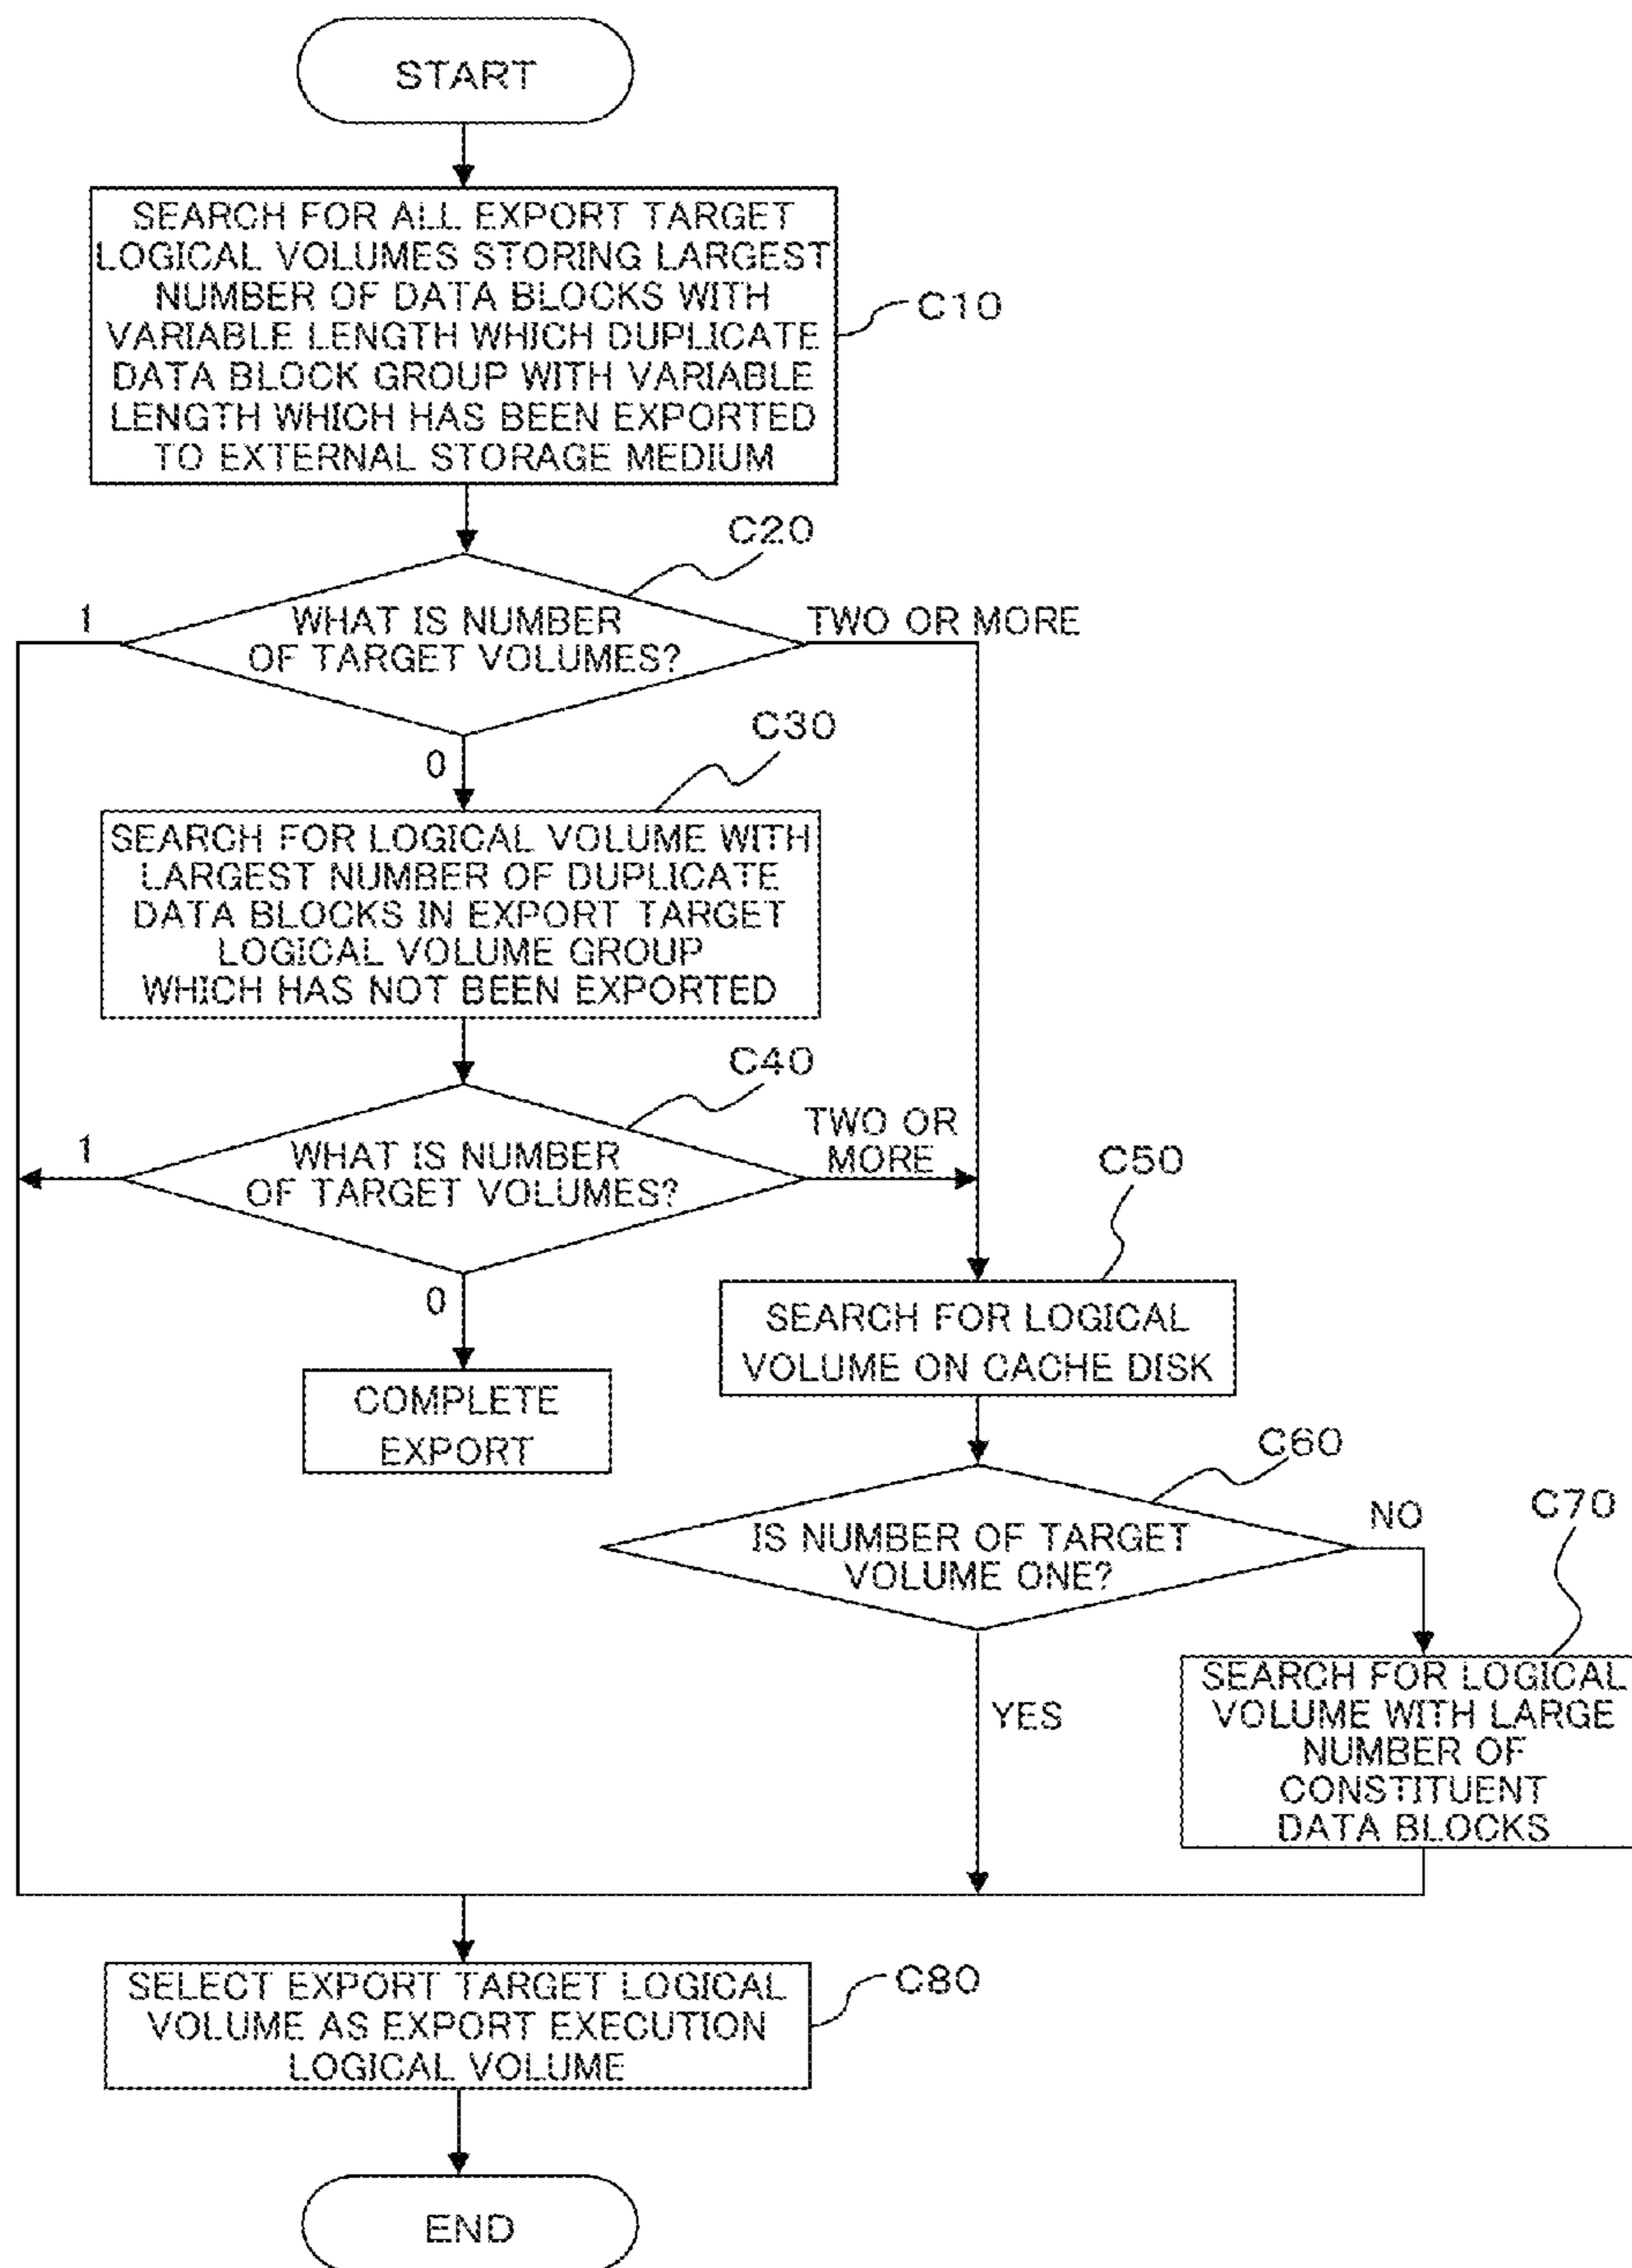 START
SEARCH FOR ALL EXPORT TARGET
LOGICAL VOLUMES STORING LARGEST
NUMBER OF DATA BLOCKS WITH
VARIABLE LENGTH WHICH DUPLICATE
DATA BLOCK GROUP WITH VARIABLE
LENGTH WHICH HAS BEEN EXPORTED
TO EXTERNAL STORAGE MEDIUM
C10
C20
1
WHAT IS NUMBER
OF TARGET VOLUMES?
TWO OR MORE
0
C30
SEARCH FOR LOGICAL VOLUME WITH
LARGEST NUMBER OF DUPLICATE
DATA BLOCKS IN EXPORT TARGET
LOGICAL VOLUME GROUP
WHICH HAS NOT BEEN EXPORTED
C40
1
WHAT IS NUMBER
OF TARGET VOLUMES?
TWO OR
MORE
0
COMPLETE
EXPORT
C50
SEARCH FOR LOGICAL
VOLUME ON CACHE DISK
C60
IS NUMBER OF TARGET
VOLUME ONE?
NO
YES
C70
SEARCH FOR LOGICAL
VOLUME WITH LARGE
NUMBER OF
CONSTITUENT
DATA BLOCKS
SELECT EXPORT TARGET LOGICAL
VOLUME AS EXPORT EXECUTION
LOGICAL VOLUME
C80
END